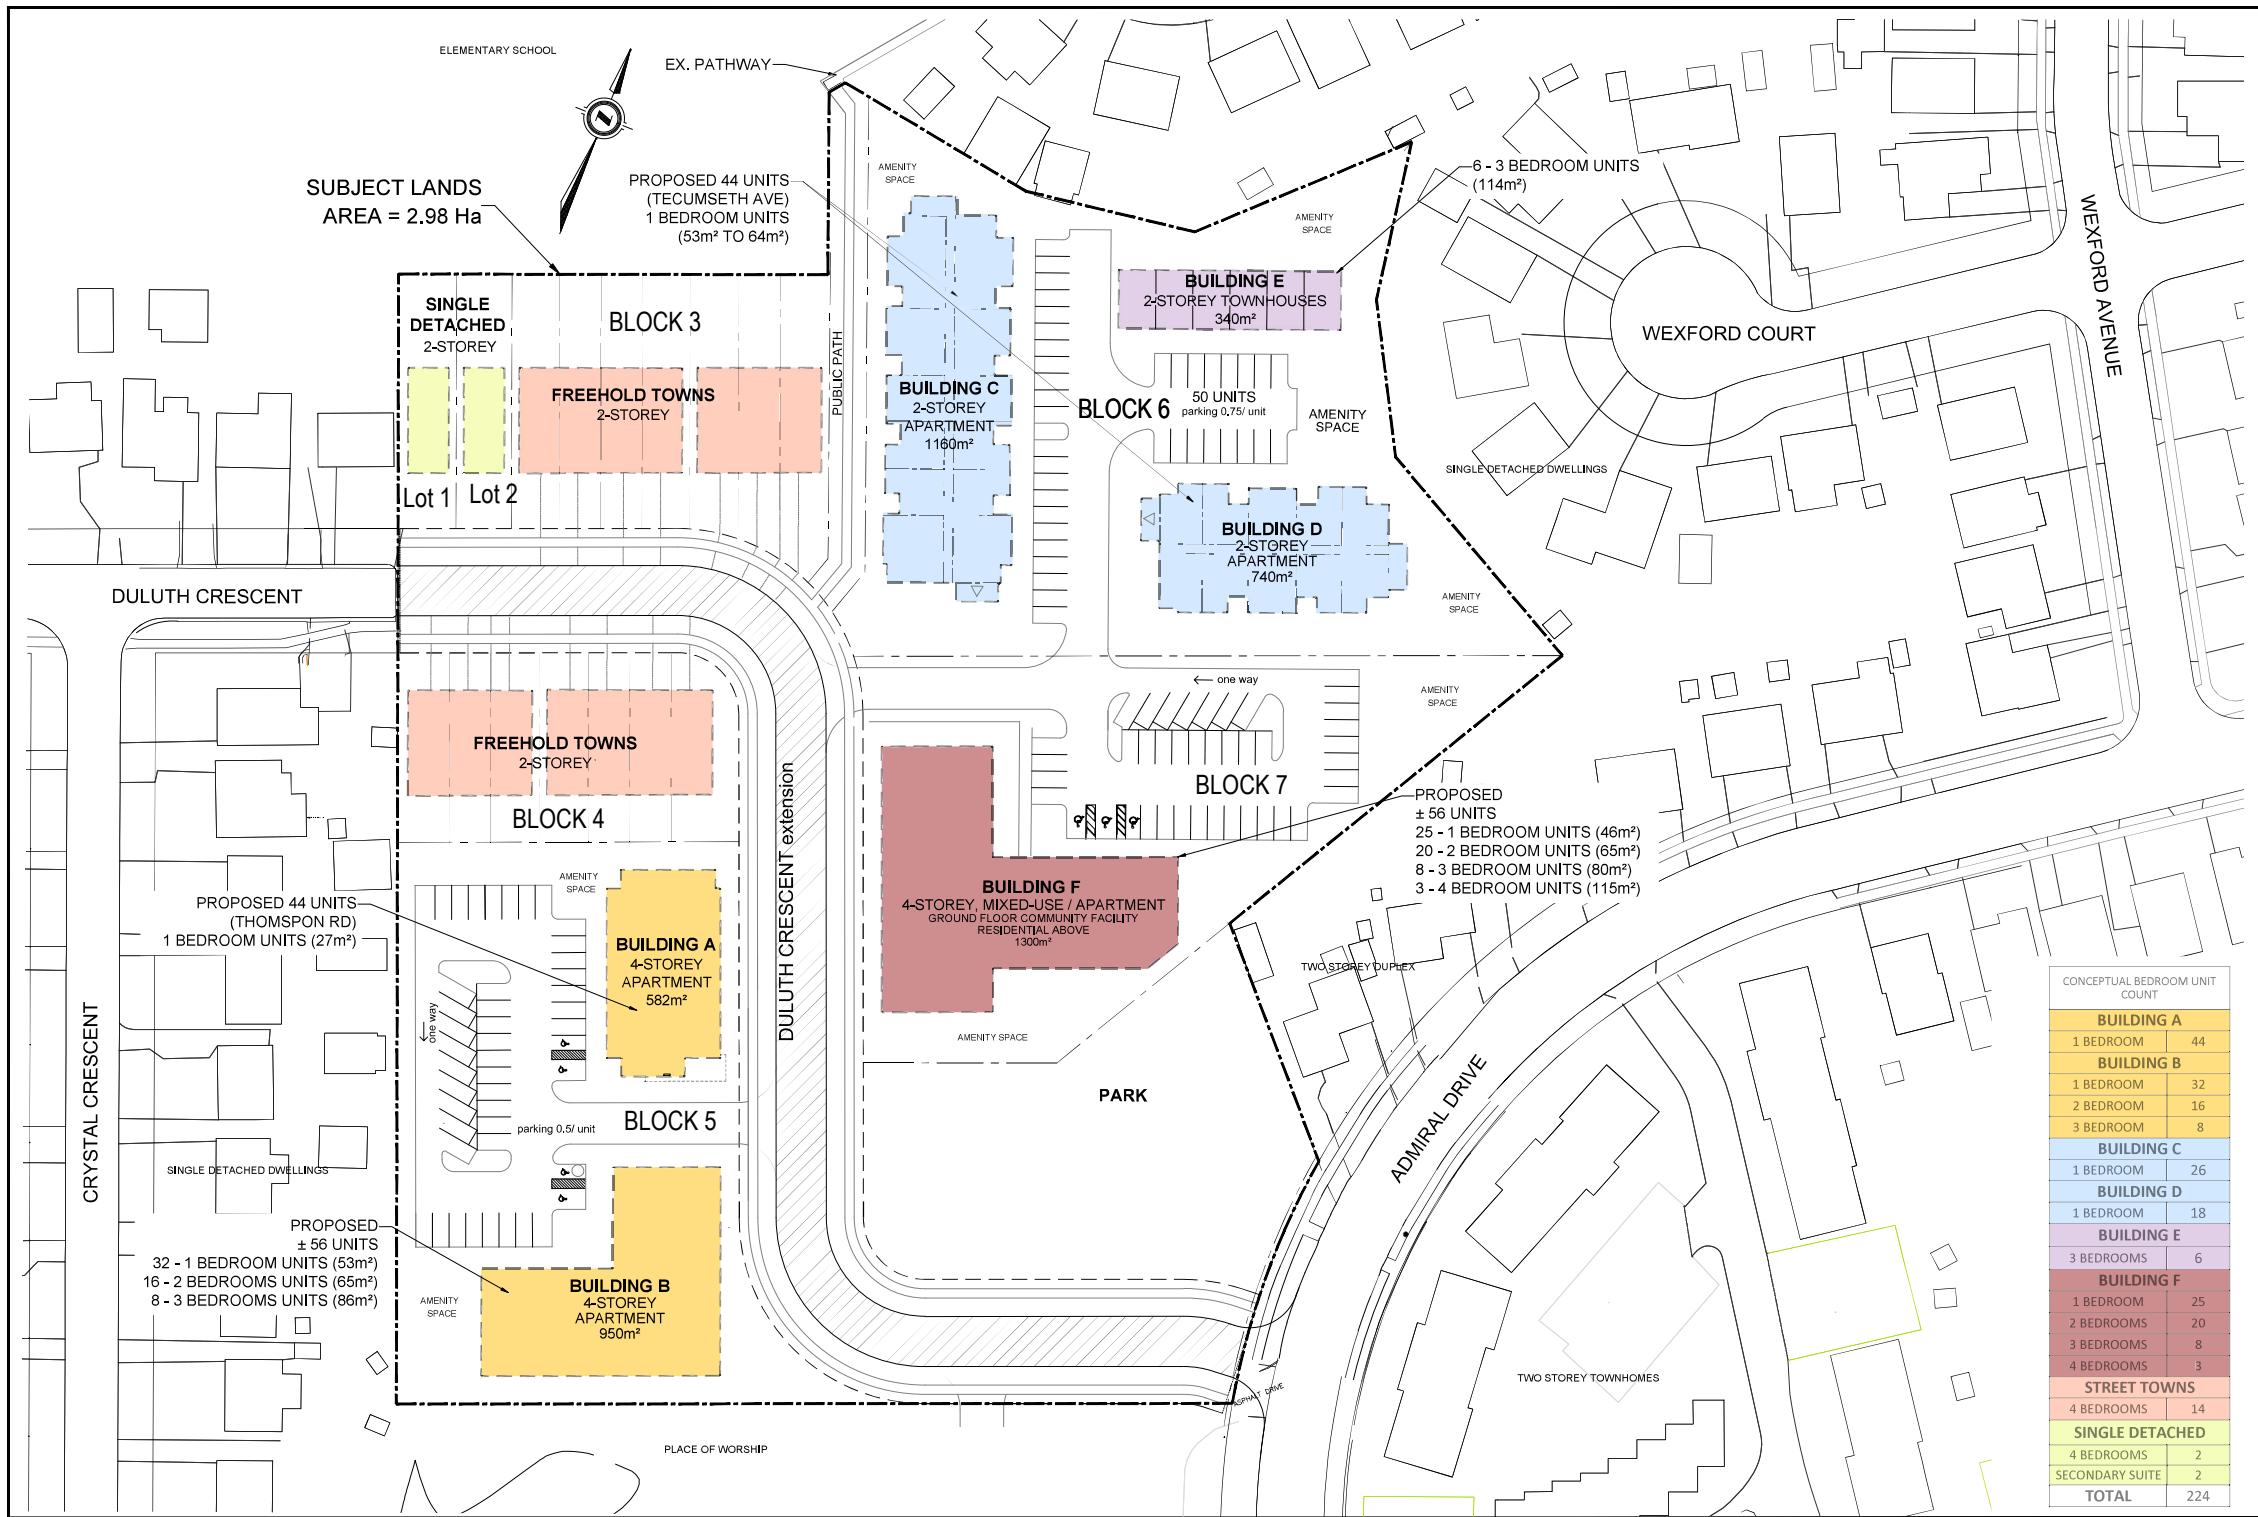 ELEMENTARY SCHOOL
EX. PATHWAY
SUBJECT LANDS
AREA = 2.98 Ha
PROPOSED 44 UNITS
(TECUMSETH AVE)
1 BEDROOM UNITS
(53m² TO 64m²)
AMENITY
SPACE
6 - 3 BEDROOM UNITS
(114m²)
AMENITY
SPACE
WEXFORD AVENUE
WEXFORD COURT
SINGLE
DETACHED
2-STOREY
BLOCK 3
FREEHOLD TOWNS
2-STOREY
Lot 1
Lot 2
PUBLIC PATH
BUILDING C
2-STOREY
APARTMENT
1160m²
BUILDING E
2-STOREY TOWNHOUSES
340m²
BLOCK 6
50 UNITS
parking 0.75/ unit
AMENITY
SPACE
SINGLE DETACHED DWELLINGS
BUILDING D
2-STOREY
APARTMENT
740m²
AMENITY
SPACE
DULUTH CRESCENT
FREEHOLD TOWNS
2-STOREY
BLOCK 4
DULUTH CRESCENT extension
one way
AMENITY
SPACE
BLOCK 7
PROPOSED
± 56 UNITS
25 - 1 BEDROOM UNITS (46m²)
20 - 2 BEDROOM UNITS (65m²)
8 - 3 BEDROOM UNITS (80m²)
3 - 4 BEDROOM UNITS (115m²)
BUILDING F
4-STOREY, MIXED-USE / APARTMENT
GROUND FLOOR COMMUNITY FACILITY
RESIDENTIAL ABOVE
1300m²
AMENITY SPACE
AMENITY
SPACE
PROPOSED 44 UNITS
(THOMSPON RD)
1 BEDROOM UNITS (27m²)
BUILDING A
4-STOREY
APARTMENT
582m²
one way
parking 0.5/ unit
BLOCK 5
CRYSTAL CRESCENT
SINGLE DETACHED DWELLINGS
PROPOSED
± 56 UNITS
32 - 1 BEDROOM UNITS (53m²)
16 - 2 BEDROOMS UNITS (65m²)
8 - 3 BEDROOMS UNITS (86m²)
AMENITY
SPACE
BUILDING B
4-STOREY
APARTMENT
950m²
PARK
TWO STOREY DUPLEX
ADMIRAL DRIVE
TWO STOREY TOWNHOMES
ASPHALT DRIVE
PLACE OF WORSHIP
CONCEPTUAL BEDROOM UNIT
COUNT
BUILDING A
1 BEDROOM 44
BUILDING B
1 BEDROOM 32
2 BEDROOM 16
3 BEDROOM 8
BUILDING C
1 BEDROOM 26
BUILDING D
1 BEDROOM 18
BUILDING E
3 BEDROOMS 6
BUILDING F
1 BEDROOM 25
2 BEDROOMS 20
3 BEDROOMS 8
4 BEDROOMS 3
STREET TOWNS
4 BEDROOMS 14
SINGLE DETACHED
4 BEDROOMS 2
SECONDARY SUITE 2
TOTAL 224